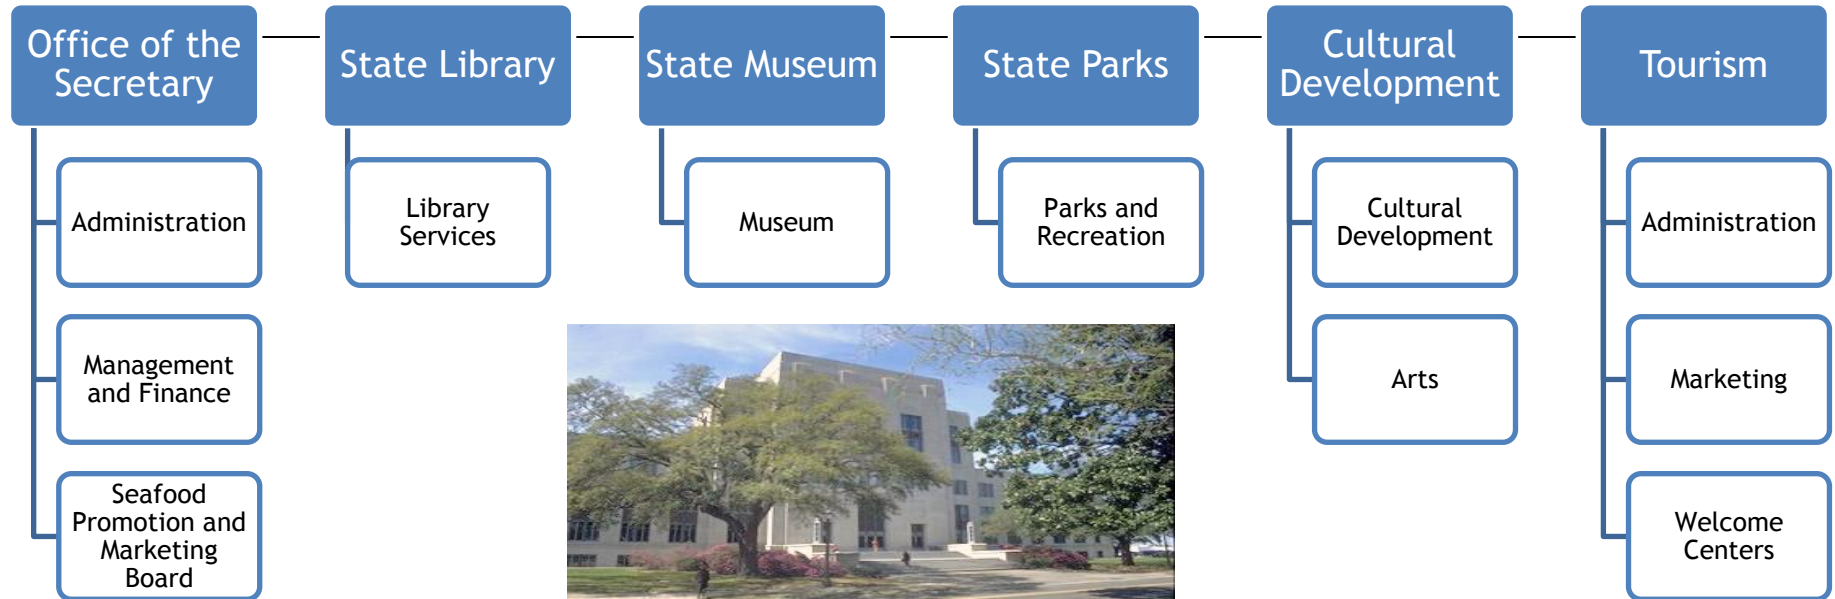 Office of the
Secretary
State Library
State Museum
State Parks
Cultural
Development
Tourism
Administration
Library
Services
Museum
Parks and
Recreation
Cultural
Development
Administration
Management
and Finance
Arts
Marketing
Seafood
Promotion and
Marketing
Board
Welcome
Centers